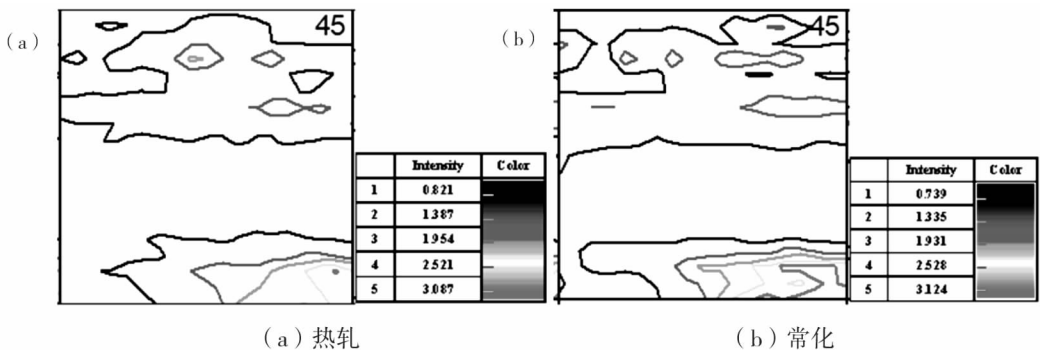 (a)
45
Intensity Color
1 0.821
2 1.387
3 1.954
4 2.521
5 3.087
(b)
45
Intensity Color
1 0.739
2 1.335
3 1.931
4 2.528
5 3.124
(a)热轧
(b)常化